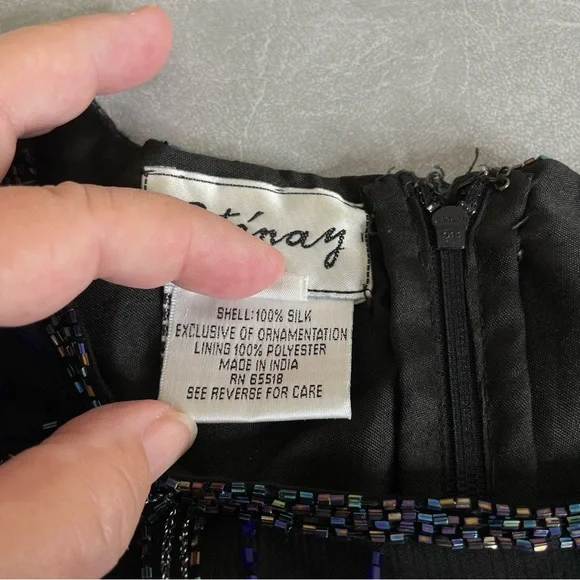 SHELL:100% SILK
EXCLUSIVE OF ORNAMENTATION
LINING 100% POLYESTER
MADE IN INDIA
RN 65518
SEE REVERSE FOR CARE